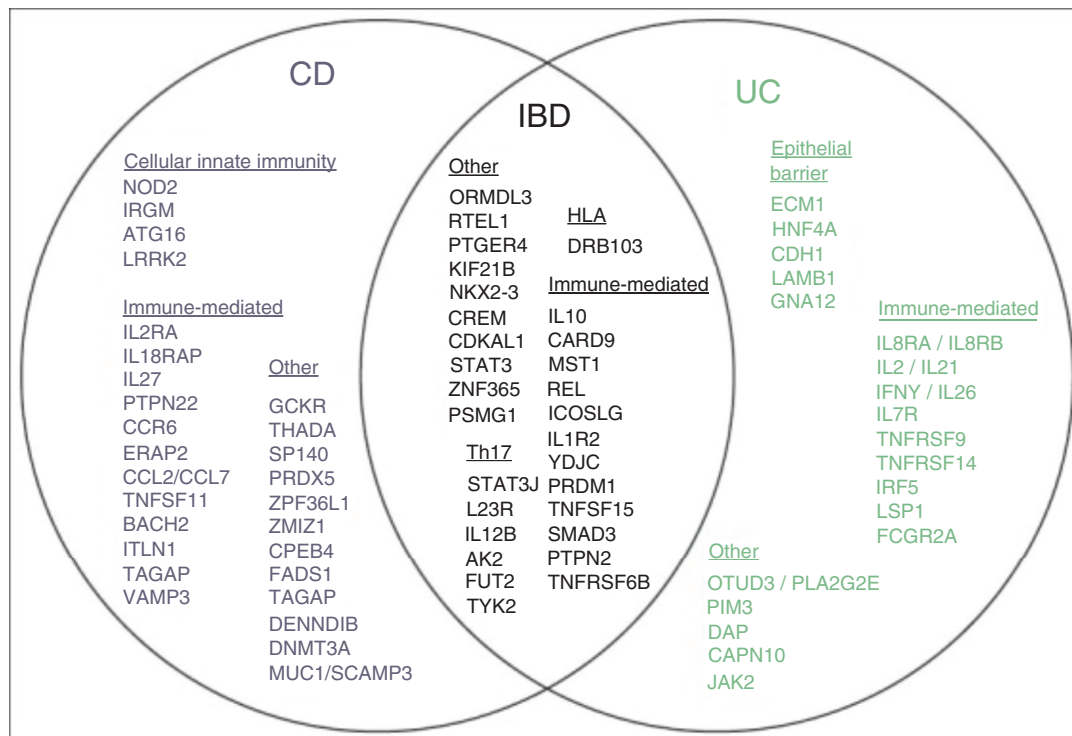 CD
Cellular innate immunity
NOD2
IRGM
ATG16
LRRK2
Immune-mediated
IL2RA
IL18RAP
IL27
PTPN22
CCR6
ERAP2
CCL2/CCL7
TNFSF11
BACH2
ITLN1
TAGAP
VAMP3
Other
GCKR
THADA
SP140
PRDX5
ZPF36L1
ZMIZ1
CPEB4
FADS1
TAGAP
DENNDIB
DNMT3A
MUC1/SCAMP3
IBD
Other
ORMDL3
RTEL1
PTGER4
KIF21B
NKX2-3
CREM
CDKAL1
STAT3
ZNF365
PSMG1
Th17
STAT3J
L23R
IL12B
AK2
FUT2
TYK2
HLA
DRB103
Immune-mediated
IL10
CARD9
MST1
REL
ICOSLG
IL1R2
YDJC
PRDM1
TNFSF15
SMAD3
PTPN2
TNFRSF6B
UC
Epithelial
barrier
ECM1
HNF4A
CDH1
LAMB1
GNA12
Immune-mediated
IL8RA / IL8RB
IL2 / IL21
IFNY / IL26
IL7R
TNFRSF9
TNFRSF14
IRF5
LSP1
FCGR2A
Other
OTUD3 / PLA2G2E
PIM3
DAP
CAPN10
JAK2